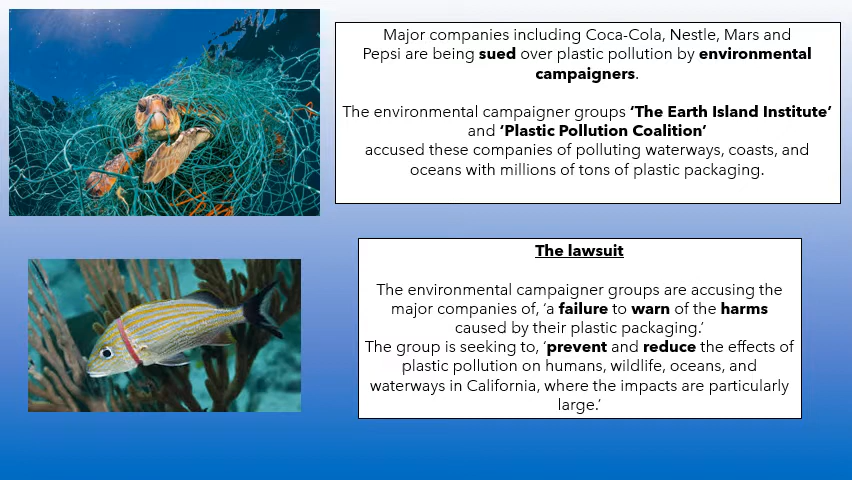 Major companies including Coca-Cola, Nestle, Mars and
Pepsi are being sued over plastic pollution by environmental
campaigners.
The environmental campaigner groups ‘The Earth Island Institute’
and ‘Plastic Pollution Coalition’
accused these companies of polluting waterways, coasts, and
oceans with millions of tons of plastic packaging.
The lawsuit
The environmental campaigner groups are accusing the
major companies of, ‘a failure to warn of the harms
caused by their plastic packaging.’
The group is seeking to, ‘prevent and reduce the effects of
plastic pollution on humans, wildlife, oceans, and
waterways in California, where the impacts are particularly
large.’